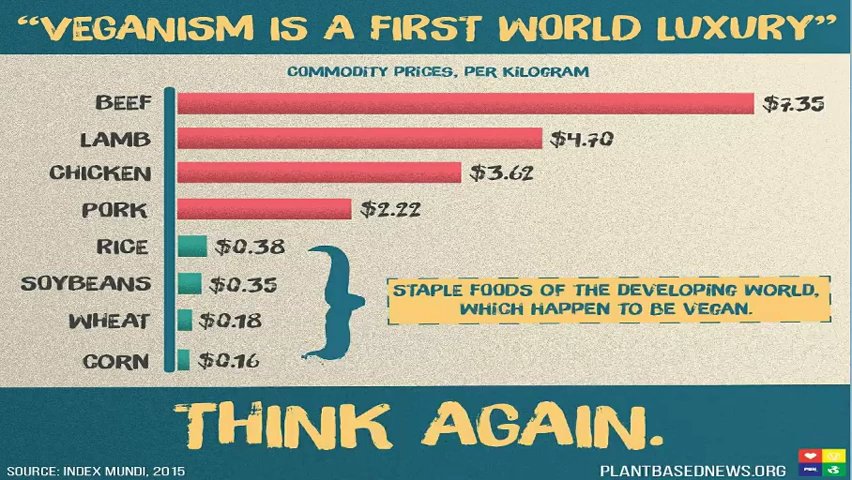 “VEGANISM IS A FIRST WORLD LUXURY”
COMMODITY PRICES, PER KILOGRAM
BEEF $7.35
LAMB $4.70
CHICKEN $3.62
PORK $2.22
RICE $0.38
SOYBEANS $0.35
WHEAT $0.18
CORN $0.16
STAPLE FOODS OF THE DEVELOPING WORLD,
WHICH HAPPEN TO BE VEGAN.
THINK AGAIN.
SOURCE: INDEX MUNDI, 2015
PLANTBASEDNEWS.ORG